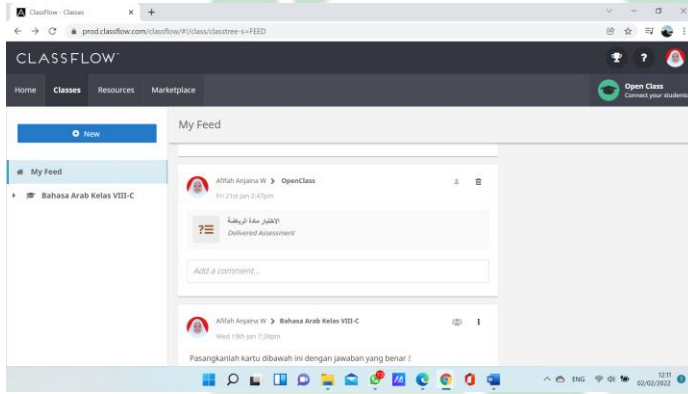 ClassFlow - Classes
prod.classflow.com/classflow/#!/class/classtree-s=FEED
CLASSFLOW
?
Home Classes Resources Marketplace
Open Class
Connect your students
New
My Feed
My Feed
Bahasa Arab Kelas VIII-C
Afifah Anjaina W > OpenClass
Fri 21st Jan 2:47pm
الاختبار مادة الرياضة
Delivered Assessment
Add a comment...
Afifah Anjaina W > Bahasa Arab Kelas VIII-C
Wed 19th Jan 7:39pm
Pasangkanlah kartu dibawah ini dengan jawaban yang benar !
ENG
12:11
02/02/2022